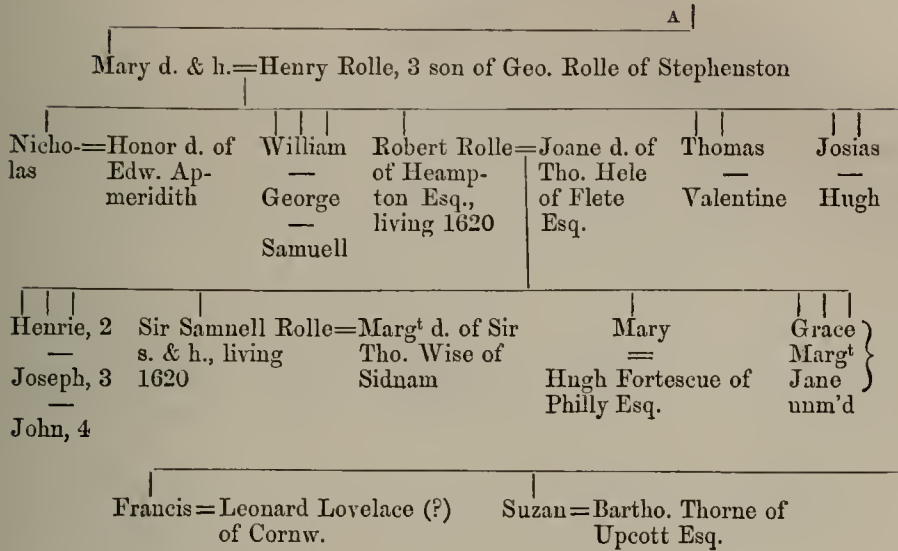 A
Mary d. & h.=Henry Rolle, 3 son of Geo. Rolle of Stephenston
Nicho-=Honor d. of
las Edw. Ap-
meridith
William
—
George
—
Samuell
Robert Rolle=Joane d. of
of Heamp- Tho. Hele
ton Esq., of Flete
living 1620 Esq.
Thomas
—
Valentine
Josias
—
Hugh
Henrie, 2
—
Joseph, 3
—
John, 4
Sir Samnell Rolle=Margt d. of Sir
s. & h., living Tho. Wise of
1620 Sidnam
Mary
=
Hngh Fortescue of
Philly Esq.
Grace
Margt
Jane
unm'd
Francis=Leonard Lovelace (?)
of Cornw.
Suzan=Bartho. Thorne of
Upcott Esq.